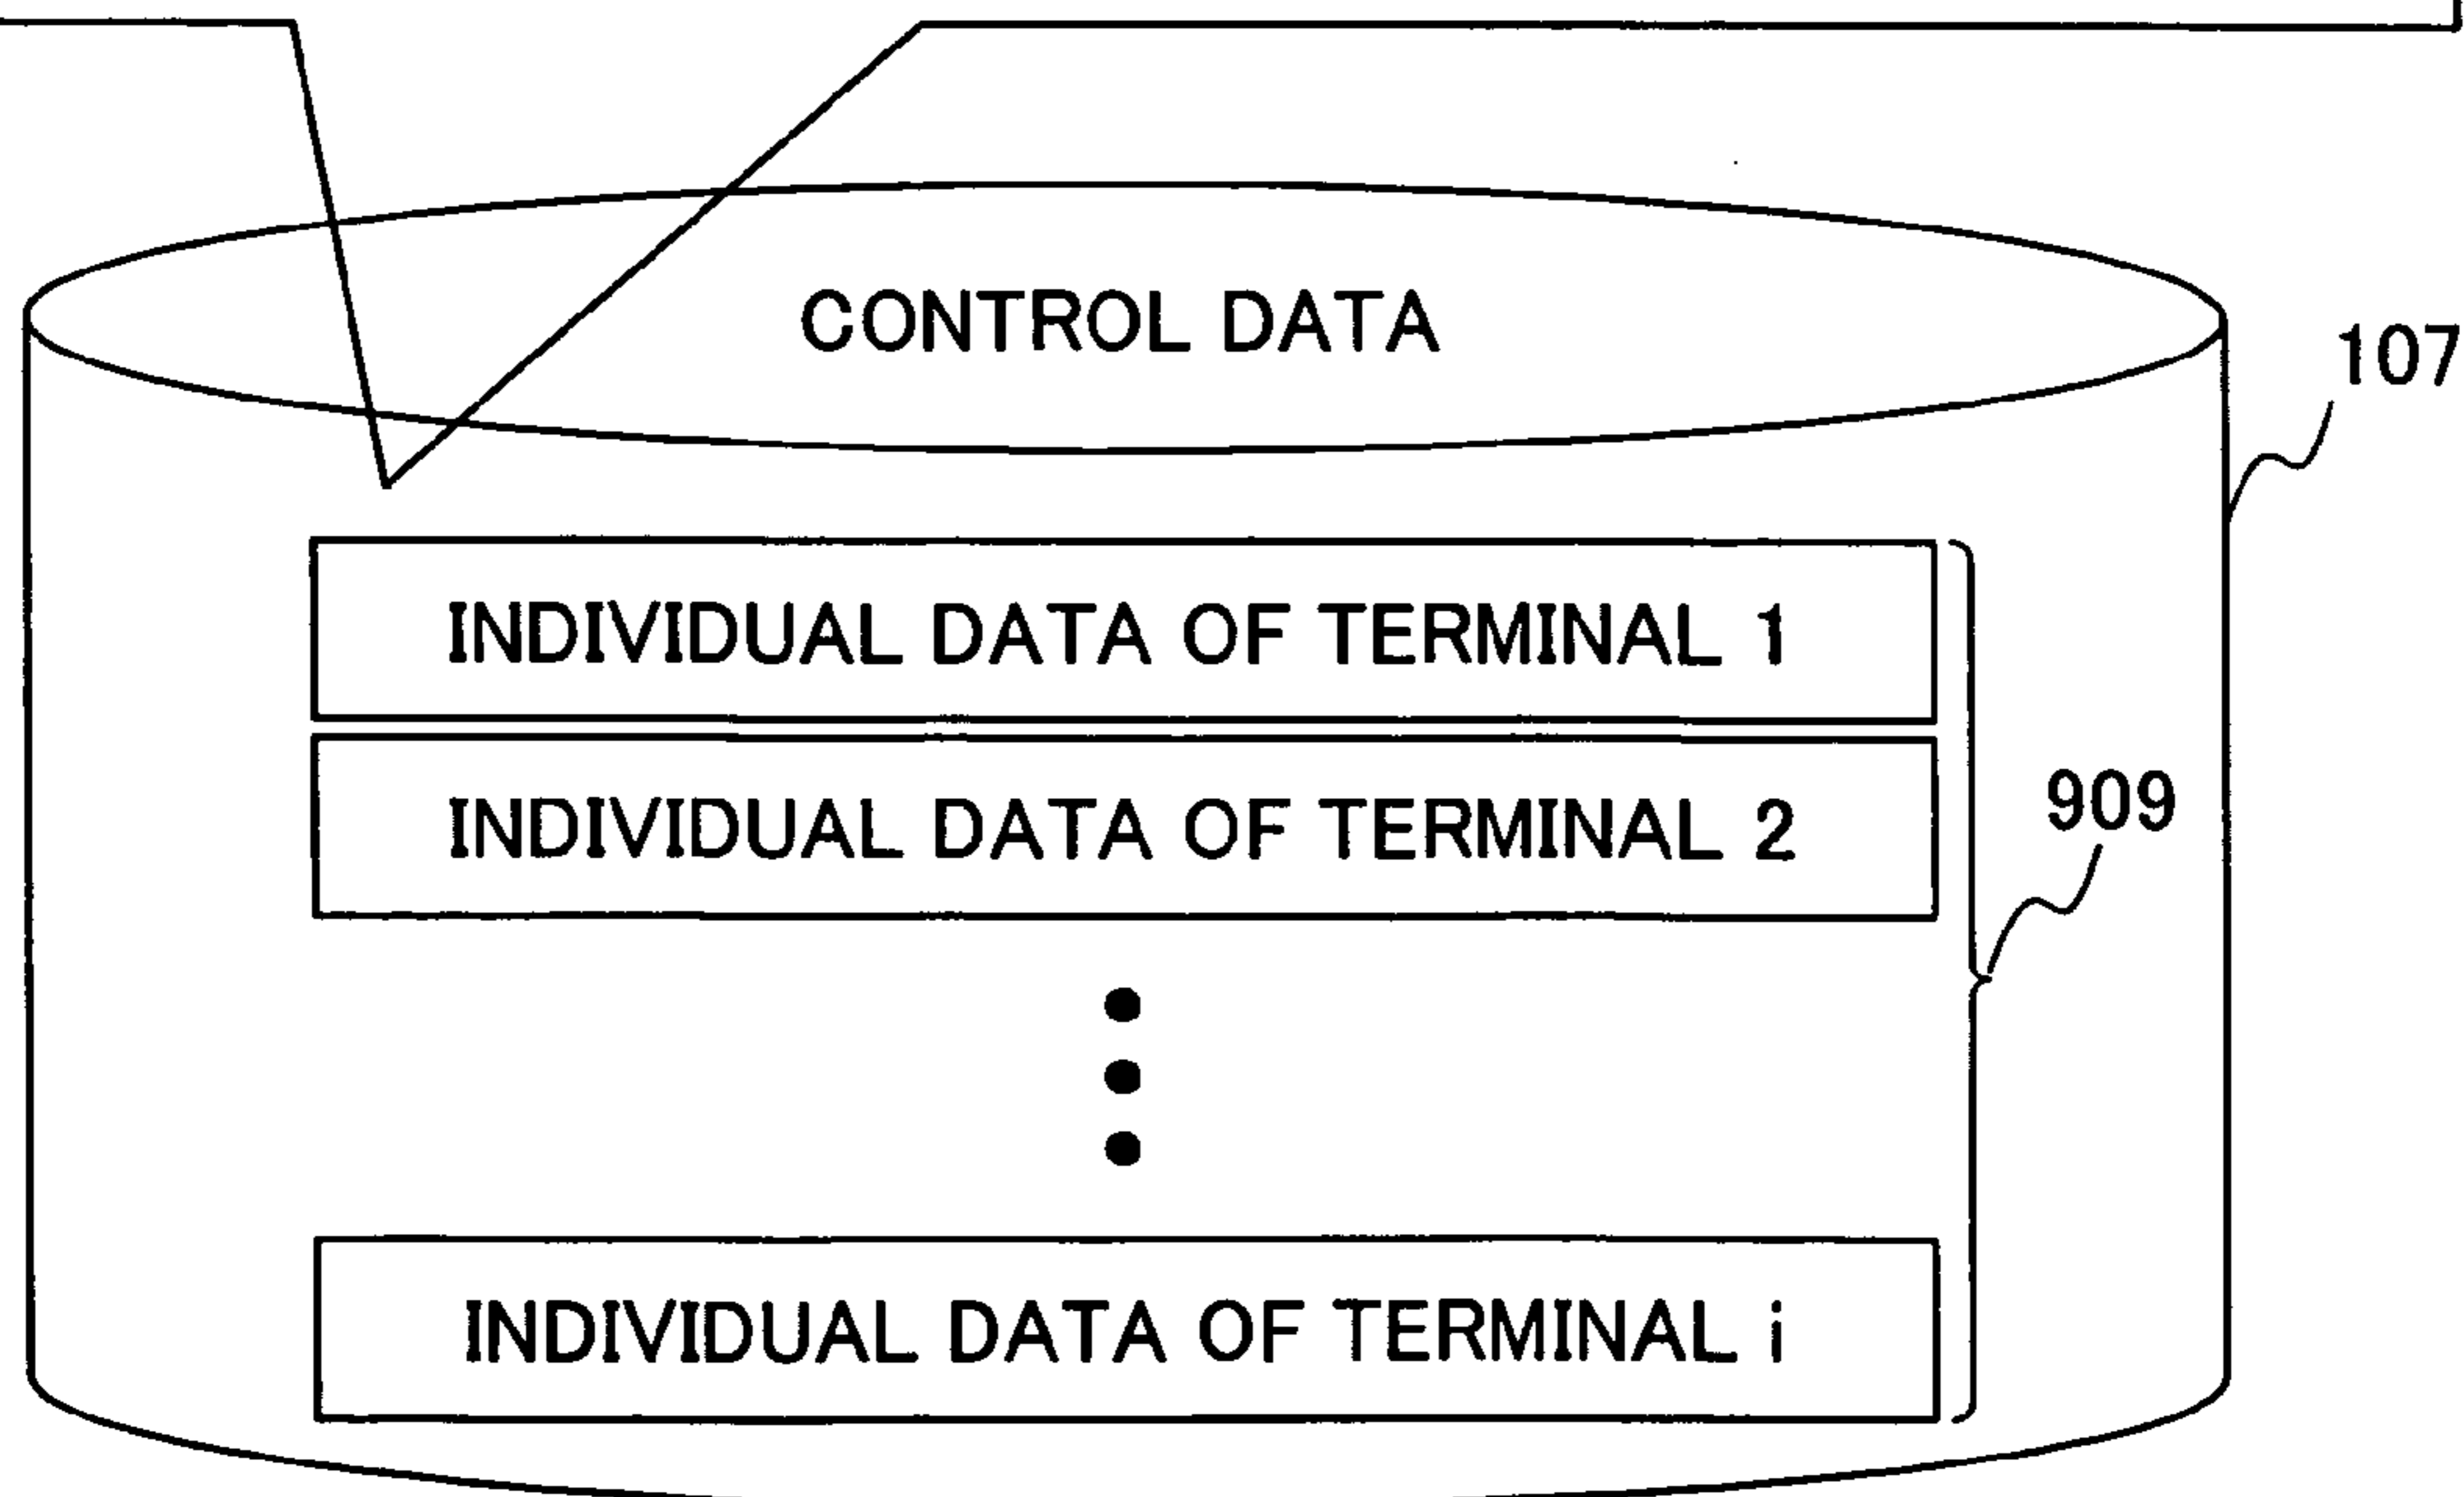 CONTROL DATA
107
INDIVIDUAL DATA OF TERMINAL 1
INDIVIDUAL DATA OF TERMINAL 2
909
INDIVIDUAL DATA OF TERMINAL i